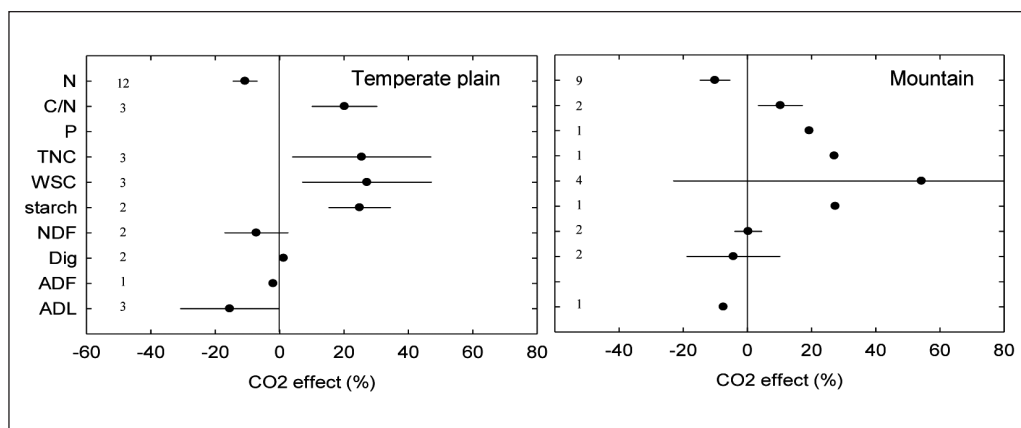 Temperate plain
N 12
C/N 3
P
TNC 3
WSC 3
starch 2
NDF 2
Dig 2
ADF 1
ADL 3
-60 -40 -20 0 20 40 60 80
CO2 effect (%)
Mountain
9
2
1
1
4
1
2
2
1
-20 0 20 40 60 80
CO2 effect (%)